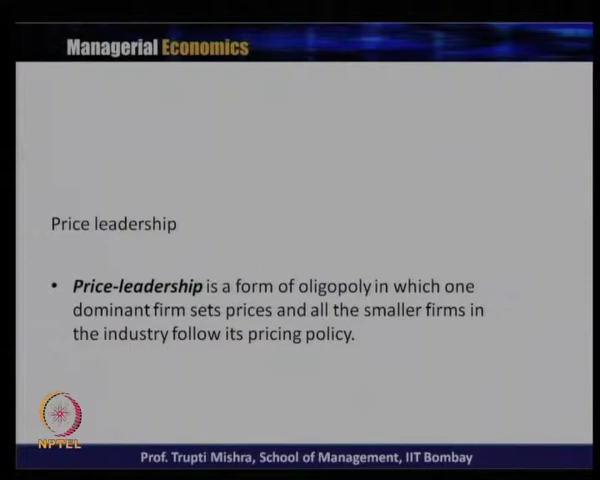 Managerial Economics
Price leadership
• Price-leadership is a form of oligopoly in which one
dominant firm sets prices and all the smaller firms in
the industry follow its pricing policy.
NPTEL
Prof. Trupti Mishra, School of Management, IIT Bombay